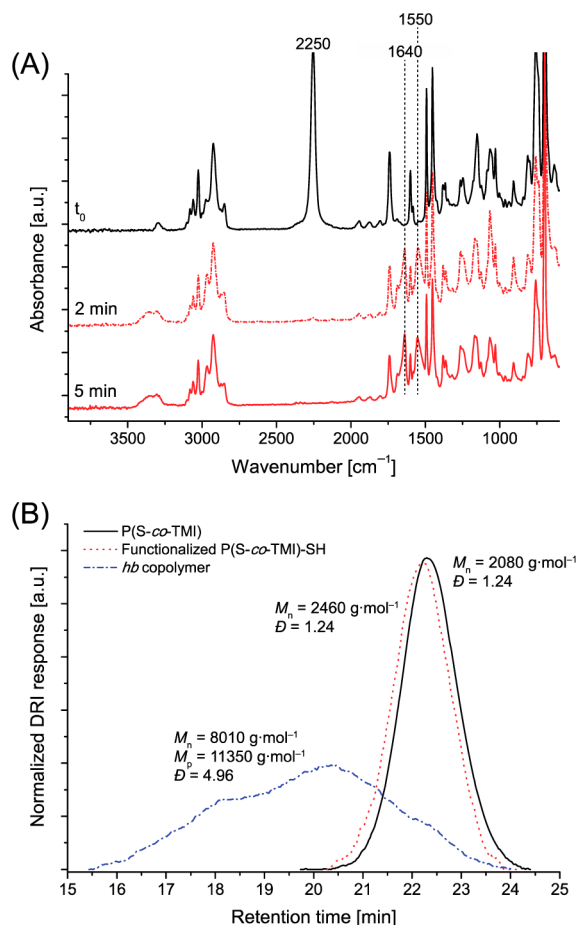 (A)
1550
2250
1640
t₀
2 min
5 min
Absorbance [a.u.]
3500 3000 2500 2000 1500 1000
Wavenumber [cm⁻¹]
(B)
P(S-co-TMI)
Functionalized P(S-co-TMI)-SH
hb copolymer
Mₙ = 2080 g·mol⁻¹
Đ = 1.24
Mₙ = 2460 g·mol⁻¹
Đ = 1.24
Mₙ = 8010 g·mol⁻¹
Mₚ = 11350 g·mol⁻¹
Đ = 4.96
Normalized DRI response [a.u.]
15 16 17 18 19 20 21 22 23 24 25
Retention time [min]